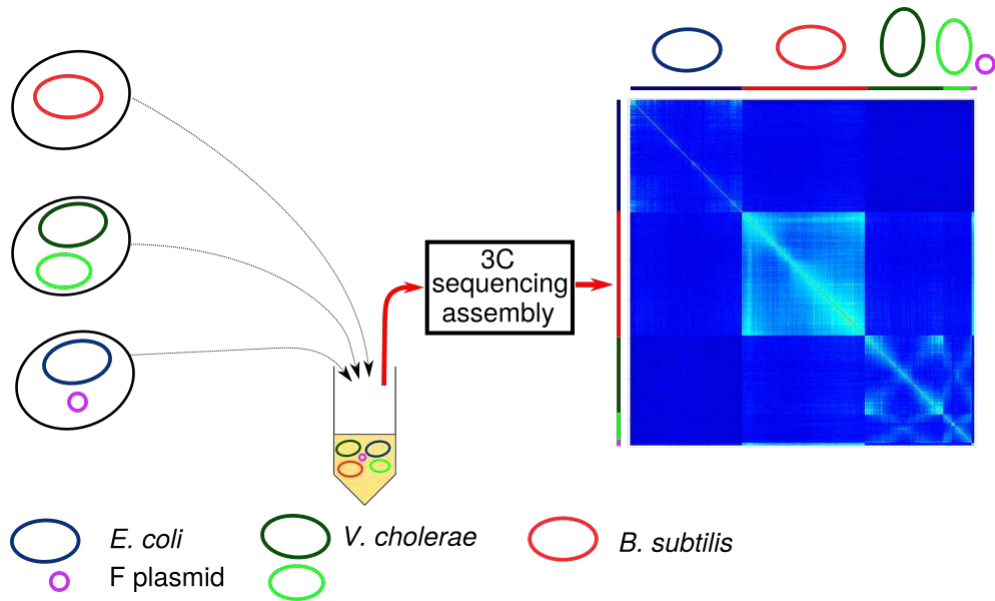 3C
sequencing
assembly
E. coli
V. cholerae
B. subtilis
F plasmid